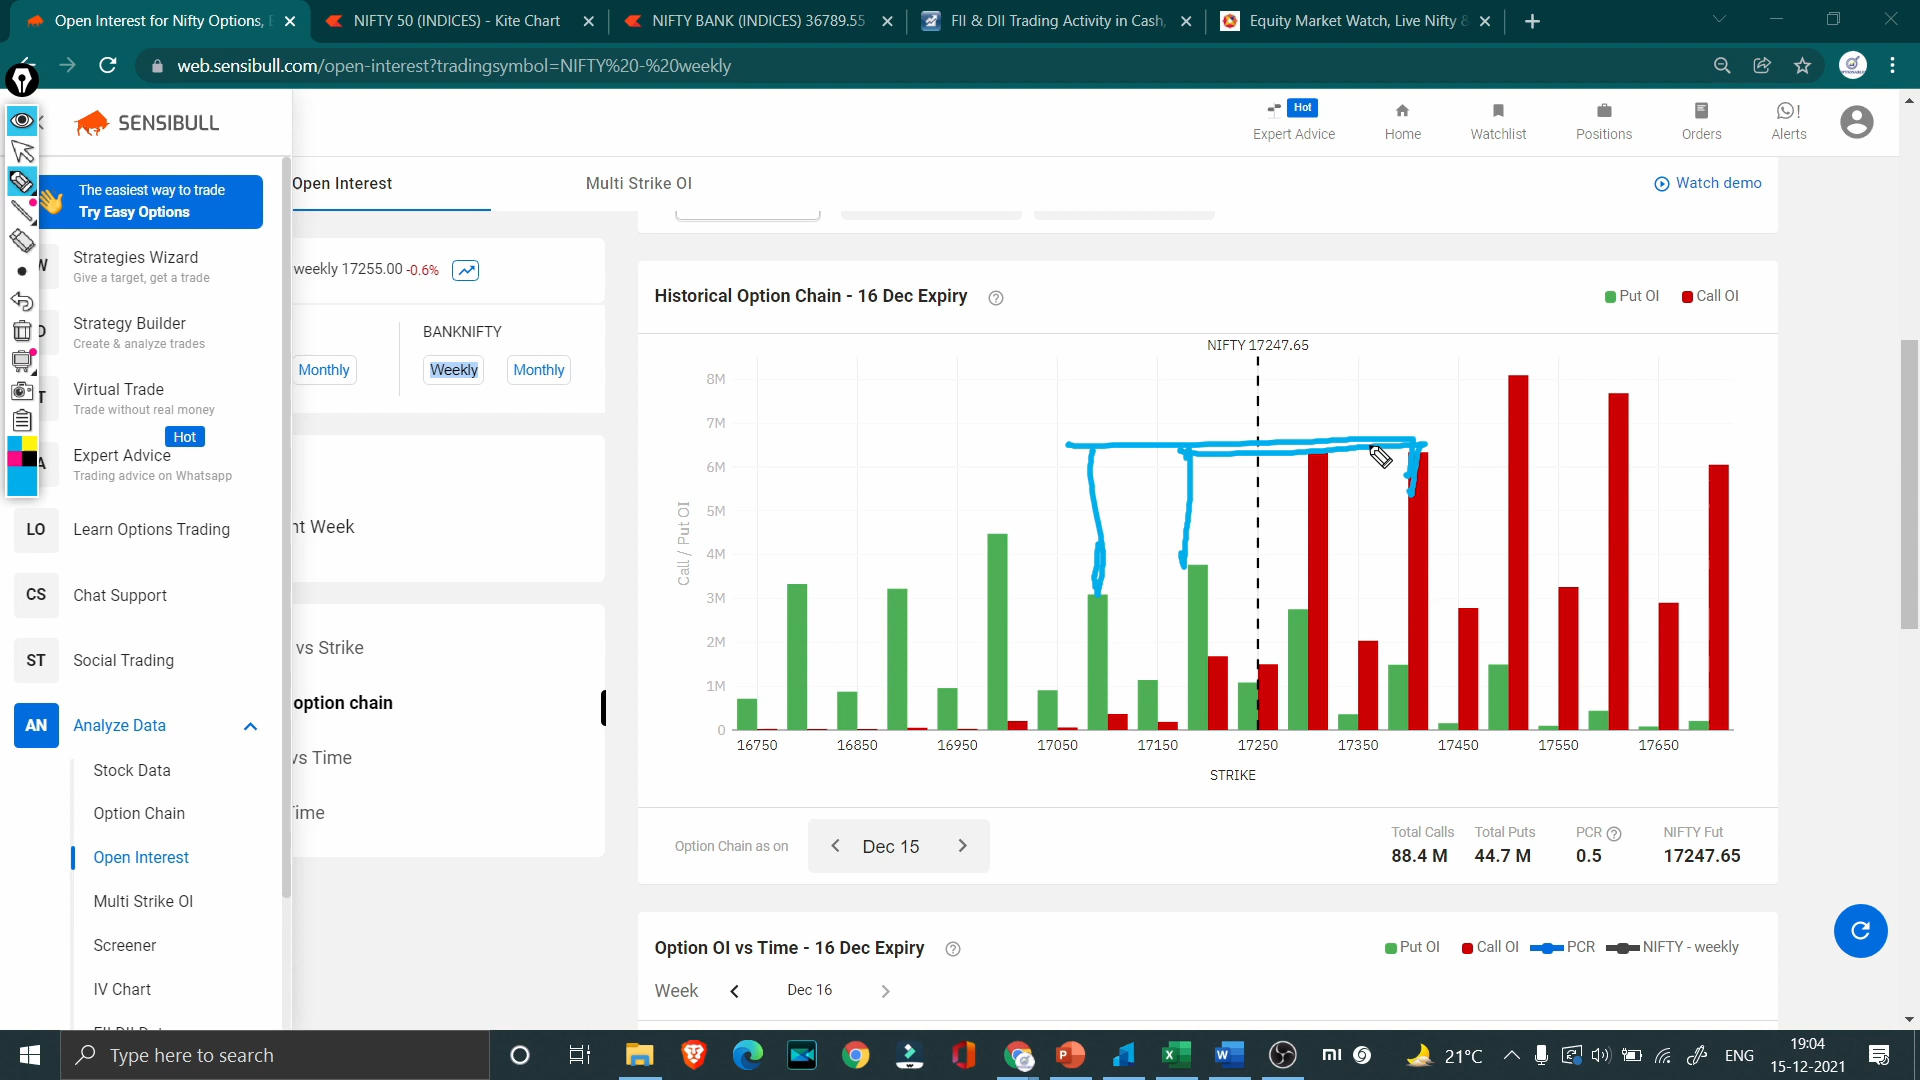 Open Interest for Nifty Options, E
NIFTY 50 (INDICES) - Kite Chart
NIFTY BANK (INDICES) 36789.55
FII & DII Trading Activity in Cash,
Equity Market Watch, Live Nifty &
web.sensibull.com/open-interest?tradingsymbol=NIFTY%20-%20weekly
SENSIBULL
Hot
Expert Advice
Home
Watchlist
Positions
Orders
Alerts
The easiest way to trade
Try Easy Options
Open Interest
Multi Strike OI
Watch demo
W
Strategies Wizard
Give a target, get a trade
Strategy Builder
Create & analyze trades
Virtual Trade
Trade without real money
Hot
Expert Advice
Trading advice on Whatsapp
LO
Learn Options Trading
CS
Chat Support
ST
Social Trading
AN
Analyze Data
Stock Data
Option Chain
Open Interest
Multi Strike OI
Screener
IV Chart
weekly 17255.00 -0.6%
BANKNIFTY
Monthly
Weekly
Monthly
nt Week
vs Strike
option chain
vs Time
Time
Historical Option Chain - 16 Dec Expiry
Put OI
Call OI
NIFTY 17247.65
8M
7M
6M
5M
4M
3M
2M
1M
0
Call / Put OI
16750
16850
16950
17050
17150
17250
17350
17450
17550
17650
STRIKE
Option Chain as on
Dec 15
Total Calls
88.4 M
Total Puts
44.7 M
PCR
0.5
NIFTY Fut
17247.65
Option OI vs Time - 16 Dec Expiry
Put OI
Call OI
PCR
NIFTY - weekly
Week
Dec 16
Type here to search
21°C
ENG
19:04
15-12-2021